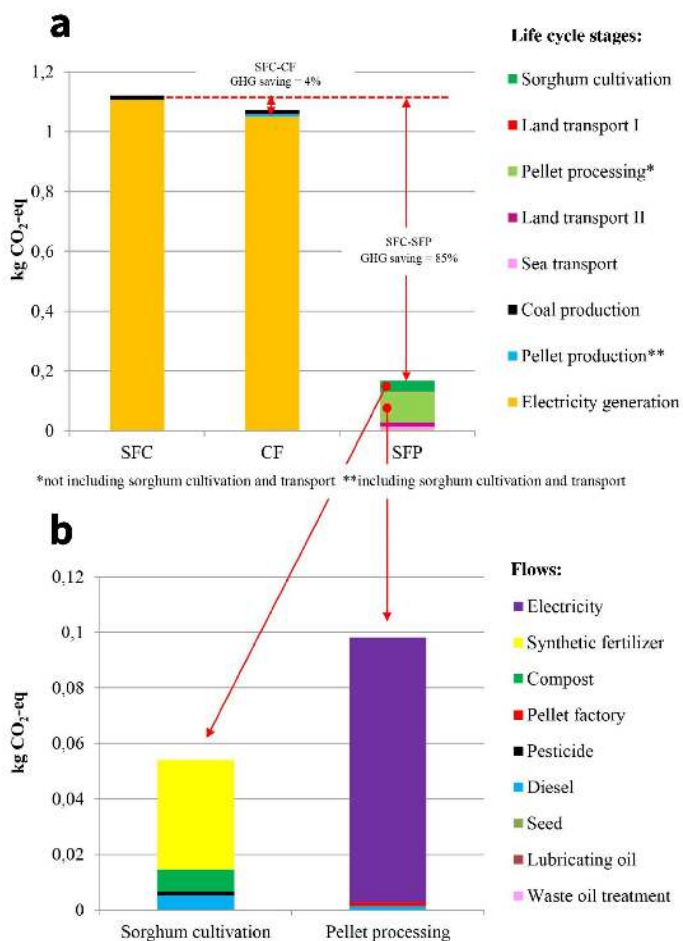 a
Life cycle stages:
SFC-CF
GHG saving = 4%
1,2
1
0,8
0,6
0,4
0,2
0
kg CO₂-eq
SFC-SFP
GHG saving = 85%
SFC
CF
SFP
Sorghum cultivation
Land transport I
Pellet processing*
Land transport II
Sea transport
Coal production
Pellet production**
Electricity generation
*not including sorghum cultivation and transport **including sorghum cultivation and transport
b
Flows:
0,12
0,1
0,08
0,06
0,04
0,02
0
kg CO₂-eq
Sorghum cultivation
Pellet processing
Electricity
Synthetic fertilizer
Compost
Pellet factory
Pesticide
Diesel
Seed
Lubricating oil
Waste oil treatment